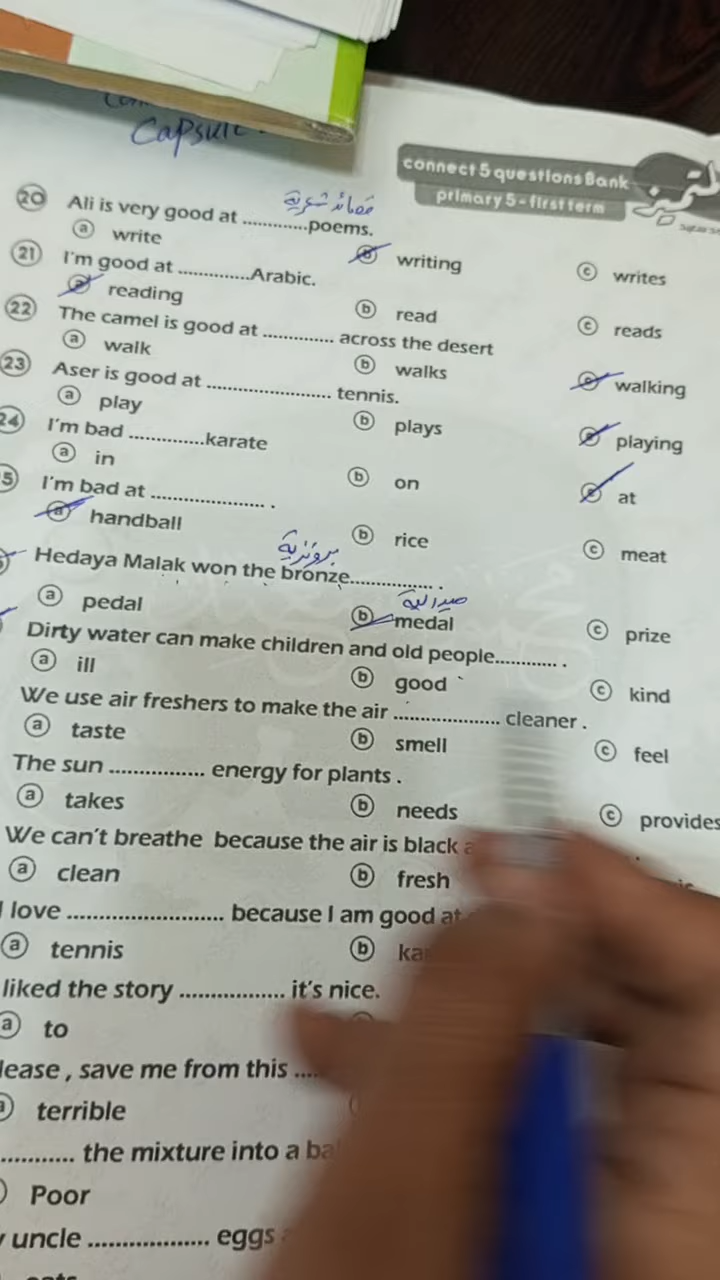 Capsule
connect 5 questions Bank
primary 5 - first term
قصائد شعرية
20 Ali is very good at ............poems.
a write b writing c writes
21 I'm good at .............Arabic.
a reading b read c reads
22 The camel is good at ............. across the desert
a walk b walks c walking
23 Aser is good at ....................... tennis.
a play b plays c playing
24 I'm bad ..............karate
a in b on c at
5 I'm bad at ..................... .
a handball b rice c meat
برونزية
Hedaya Malak won the bronze............... .
ميدالية
a pedal b medal c prize
Dirty water can make children and old people............ .
a ill b good c kind
We use air freshers to make the air ................... cleaner .
a taste b smell c feel
The sun ................. energy for plants .
a takes b needs c provides
We can't breathe because the air is black
a clean b fresh
I love ............................ because I am good at
a tennis b
liked the story .................. it's nice.
a to
lease , save me from this ....
terrible
............ the mixture into a
Poor
uncle ..................... eggs